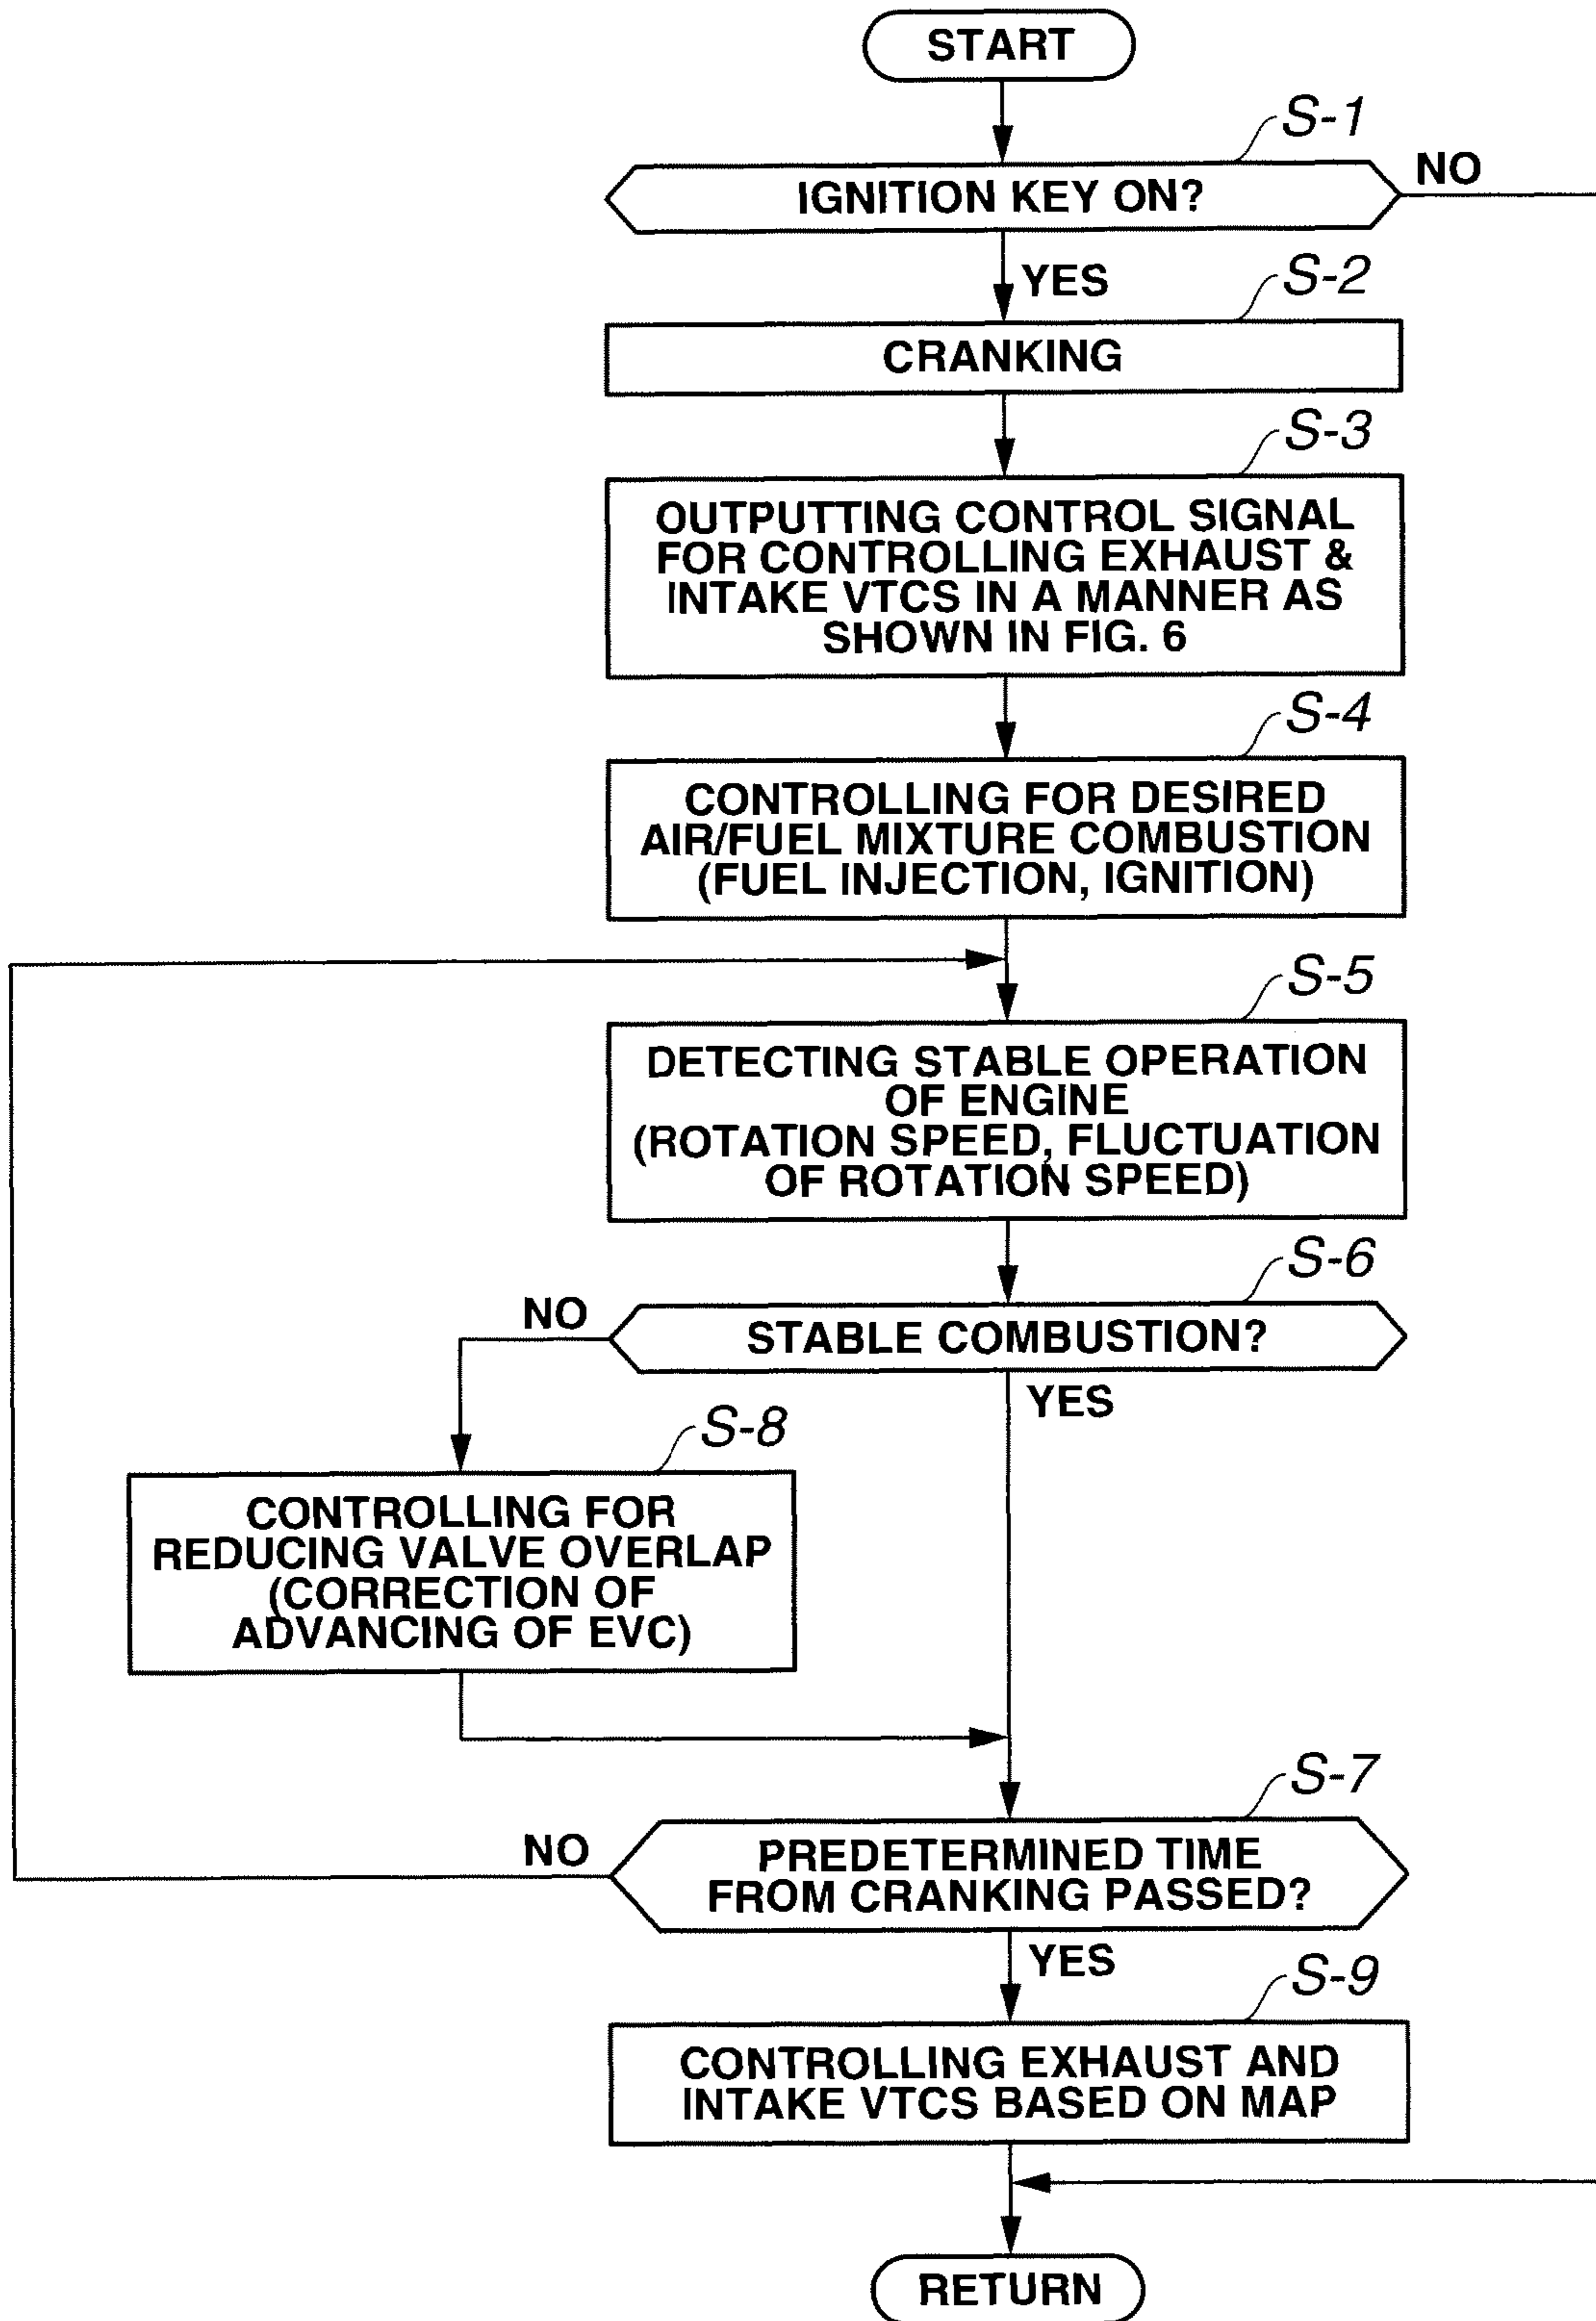 START
S-1
IGNITION KEY ON?
NO
YES
S-2
CRANKING
S-3
OUTPUTTING CONTROL SIGNAL
FOR CONTROLLING EXHAUST &
INTAKE VTCS IN A MANNER AS
SHOWN IN FIG. 6
S-4
CONTROLLING FOR DESIRED
AIR/FUEL MIXTURE COMBUSTION
(FUEL INJECTION, IGNITION)
S-5
DETECTING STABLE OPERATION
OF ENGINE
(ROTATION SPEED, FLUCTUATION
OF ROTATION SPEED)
S-6
NO
STABLE COMBUSTION?
YES
S-8
CONTROLLING FOR
REDUCING VALVE OVERLAP
(CORRECTION OF
ADVANCING OF EVC)
S-7
NO
PREDETERMINED TIME
FROM CRANKING PASSED?
YES
S-9
CONTROLLING EXHAUST AND
INTAKE VTCS BASED ON MAP
RETURN